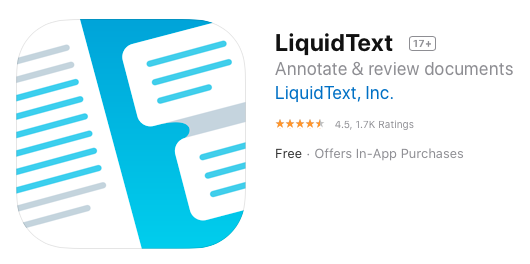 LiquidText 17+
Annotate & review documents
LiquidText, Inc.
4.5, 1.7K Ratings
Free · Offers In-App Purchases